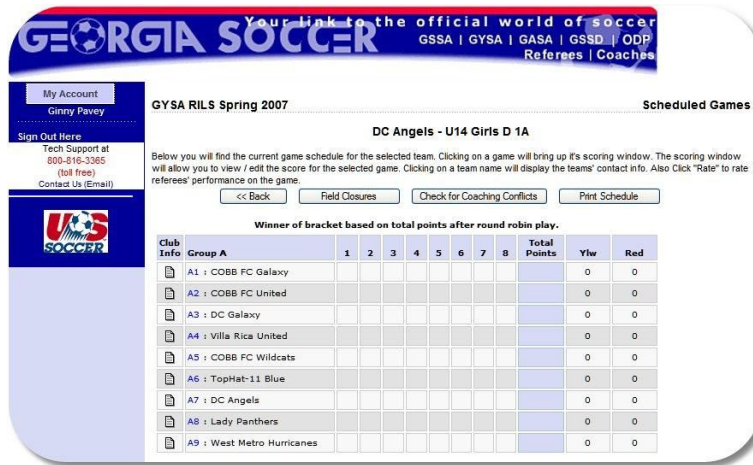 Your link to the official world of soccer
GEORGIA SOCCER
GSSA | GYSA | GASA | GSSD | ODP
Referees | Coaches
My Account
Ginny Pavey
Sign Out Here
Tech Support at
800-816-3365
(toll free)
Contact Us (Email)
US
SOCCER
GYSA RILS Spring 2007 Scheduled Games
DC Angels - U14 Girls D 1A
Below you will find the current game schedule for the selected team. Clicking on a game will bring up it's scoring window. The scoring window
will allow you to view / edit the score for the selected game. Clicking on a team name will display the teams' contact info. Also Click "Rate" to rate
referees' performance on the game.
<< Back Field Closures Check for Coaching Conflicts Print Schedule
Winner of bracket based on total points after round robin play.
Club Info Group A 1 2 3 4 5 6 7 8 Total Points Ylw Red
A1 : COBB FC Galaxy 0 0
A2 : COBB FC United 0 0
A3 : DC Galaxy 0 0
A4 : Villa Rica United 0 0
A5 : COBB FC Wildcats 0 0
A6 : TopHat-11 Blue 0 0
A7 : DC Angels 0 0
A8 : Lady Panthers 0 0
A9 : West Metro Hurricanes 0 0